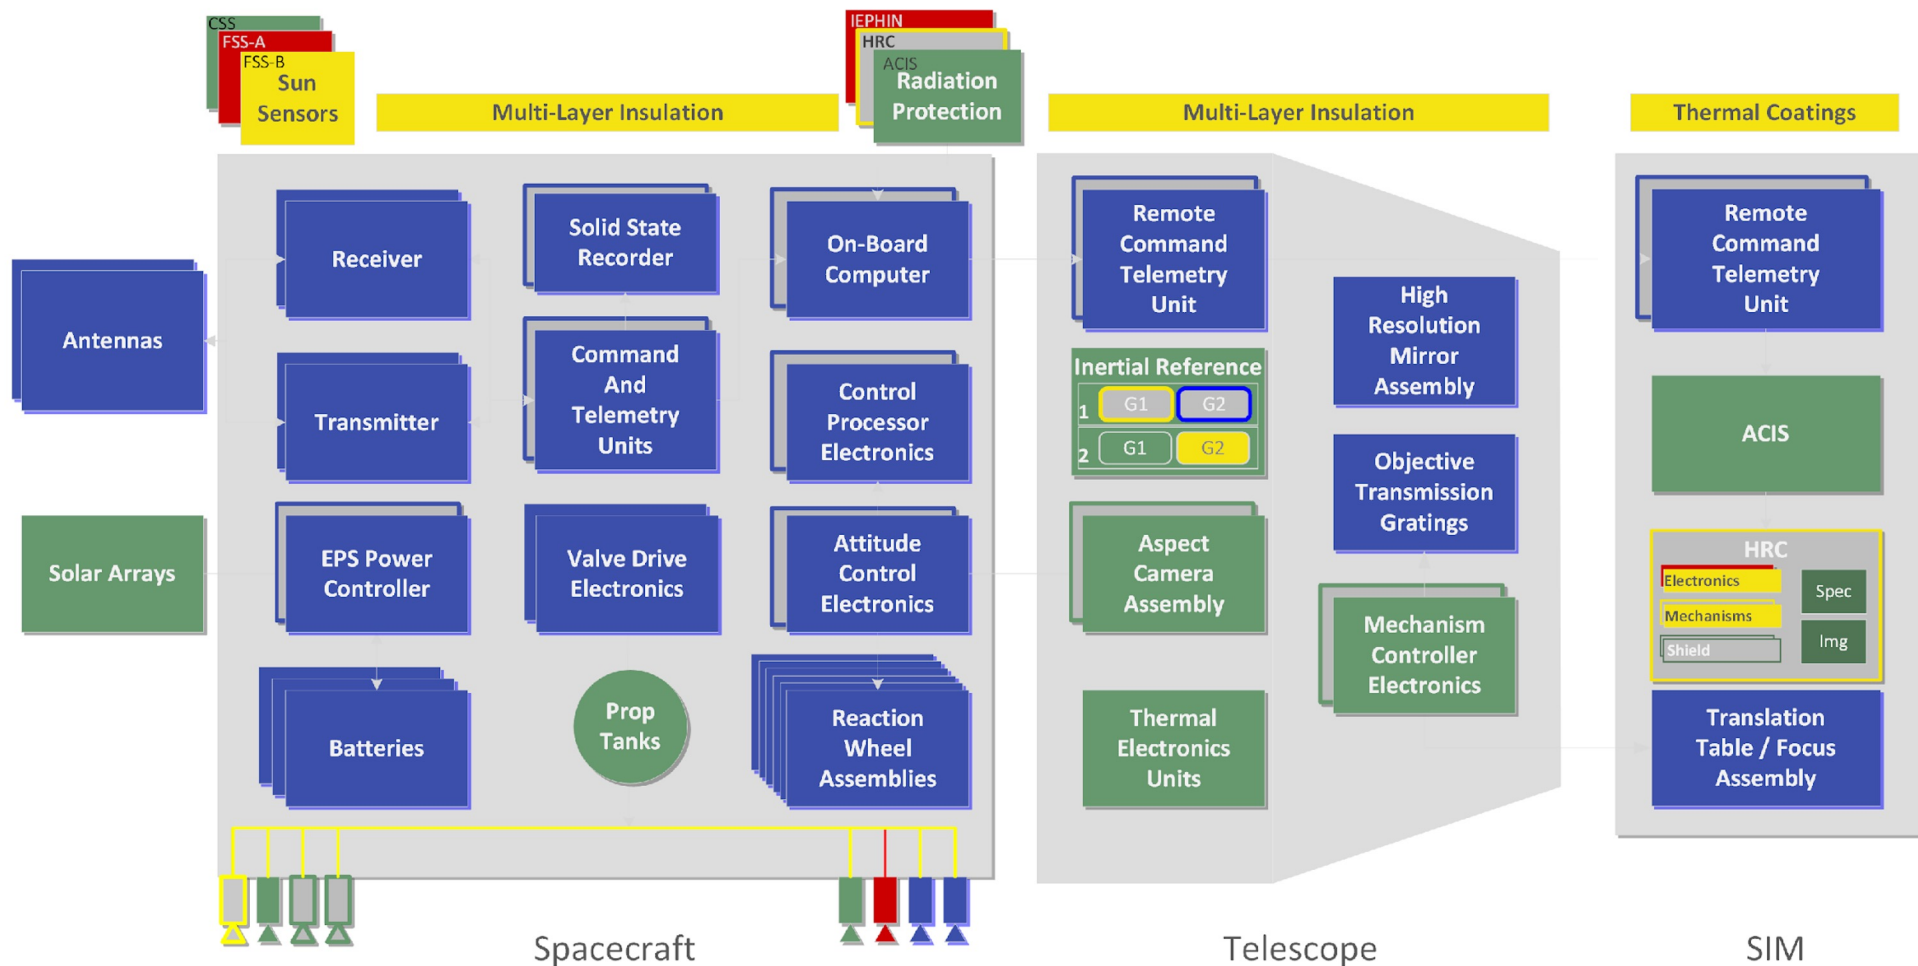 CSS
FSS-A
FSS-B
Sun
Sensors
Multi-Layer Insulation
IEPHIN
HRC
ACIS
Radiation
Protection
Multi-Layer Insulation
Thermal Coatings
Antennas
Solar Arrays
Receiver
Transmitter
EPS Power
Controller
Batteries
Solid State
Recorder
Command
And
Telemetry
Units
Valve Drive
Electronics
Prop
Tanks
On-Board
Computer
Control
Processor
Electronics
Attitude
Control
Electronics
Reaction
Wheel
Assemblies
Remote
Command
Telemetry
Unit
Inertial Reference
1 G1 G2
2 G1 G2
Aspect
Camera
Assembly
Thermal
Electronics
Units
High
Resolution
Mirror
Assembly
Objective
Transmission
Gratings
Mechanism
Controller
Electronics
Remote
Command
Telemetry
Unit
ACIS
HRC
Electronics
Mechanisms
Shield
Spec
Img
Translation
Table / Focus
Assembly
Spacecraft
Telescope
SIM